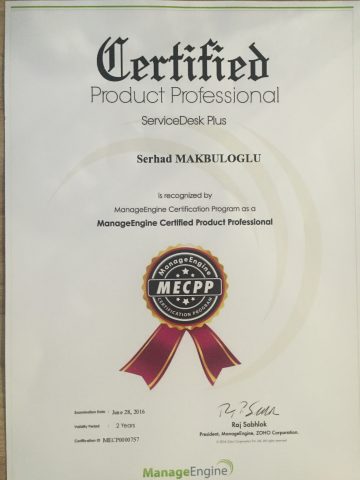 Certified
Product Professional
ServiceDesk Plus
Serhad MAKBULOGLU
is recognized by
ManageEngine Certification Program as a
ManageEngine Certified Product Professional
ManageEngine
MECPP
CERTIFICATION PROGRAM
Examination Date : June 28, 2016
Validity Period : 2 Years
Certification ID : MECP0000757
Raj Sabhlok
President, ManageEngine, ZOHO Corporation.
ManageEngine